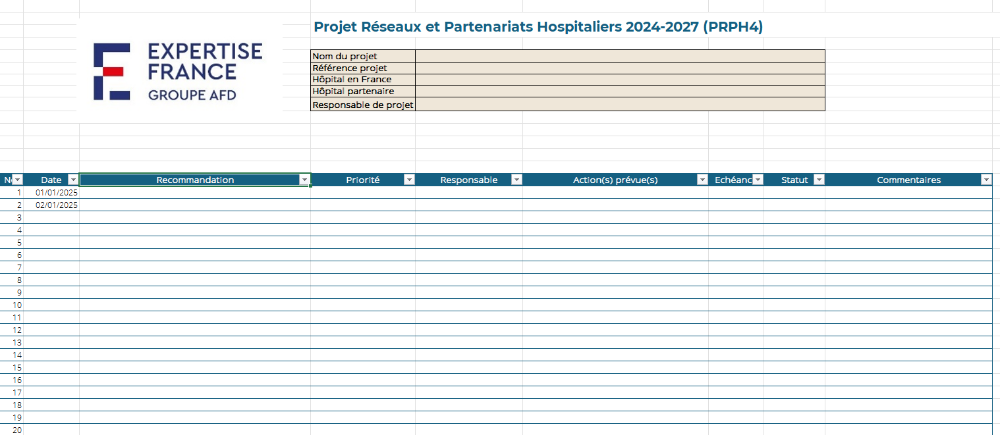 Projet Réseaux et Partenariats Hospitaliers 2024-2027 (PRPH4)
EXPERTISE
FRANCE
GROUPE AFD
Nom du projet
Référence projet
Hôpital en France
Hôpital partenaire
Responsable de projet
Date Recommandation Priorité Responsable Action(s) prévue(s) Echéanc Statut Commentaires
1 01/01/2025
2 02/01/2025
3
4
5
6
7
8
9
10
11
12
13
14
15
16
17
18
19
20